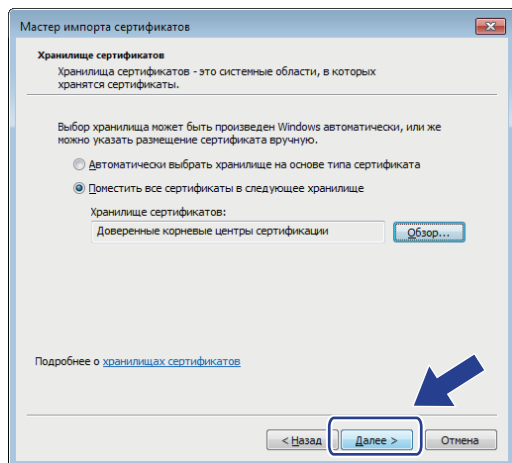 Мастер импорта сертификатов
Хранилище сертификатов
Хранилища сертификатов - это системные области, в которых
хранятся сертификаты.
Выбор хранилища может быть произведен Windows автоматически, или же
можно указать размещение сертификата вручную.
Автоматически выбрать хранилище на основе типа сертификата
Поместить все сертификаты в следующее хранилище
Хранилище сертификатов:
Доверенные корневые центры сертификации
Обзор...
Подробнее о хранилищах сертификатов
< Назад
Далее >
Отмена